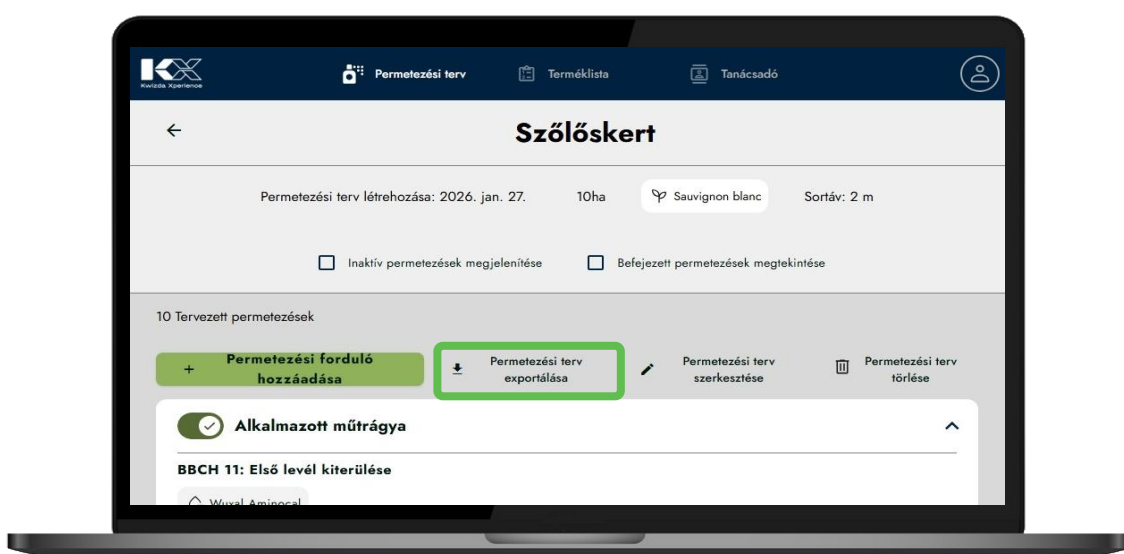 KX
Kwizda Xperience
Permetezési terv
Terméklista
Tanácsadó
Szőlőskert
Permetezési terv létrehozása: 2026. jan. 27.
10ha
Sauvignon blanc
Sortáv: 2 m
Inaktív permetezések megjelenítése
Befejezett permetezések megtekintése
10 Tervezett permetezések
+ Permetezési forduló
hozzáadása
Permetezési terv
exportálása
Permetezési terv
szerkesztése
Permetezési terv
törlése
Alkalmazott műtrágya
BBCH 11: Első levél kiterülése
Wuxal Aminocal